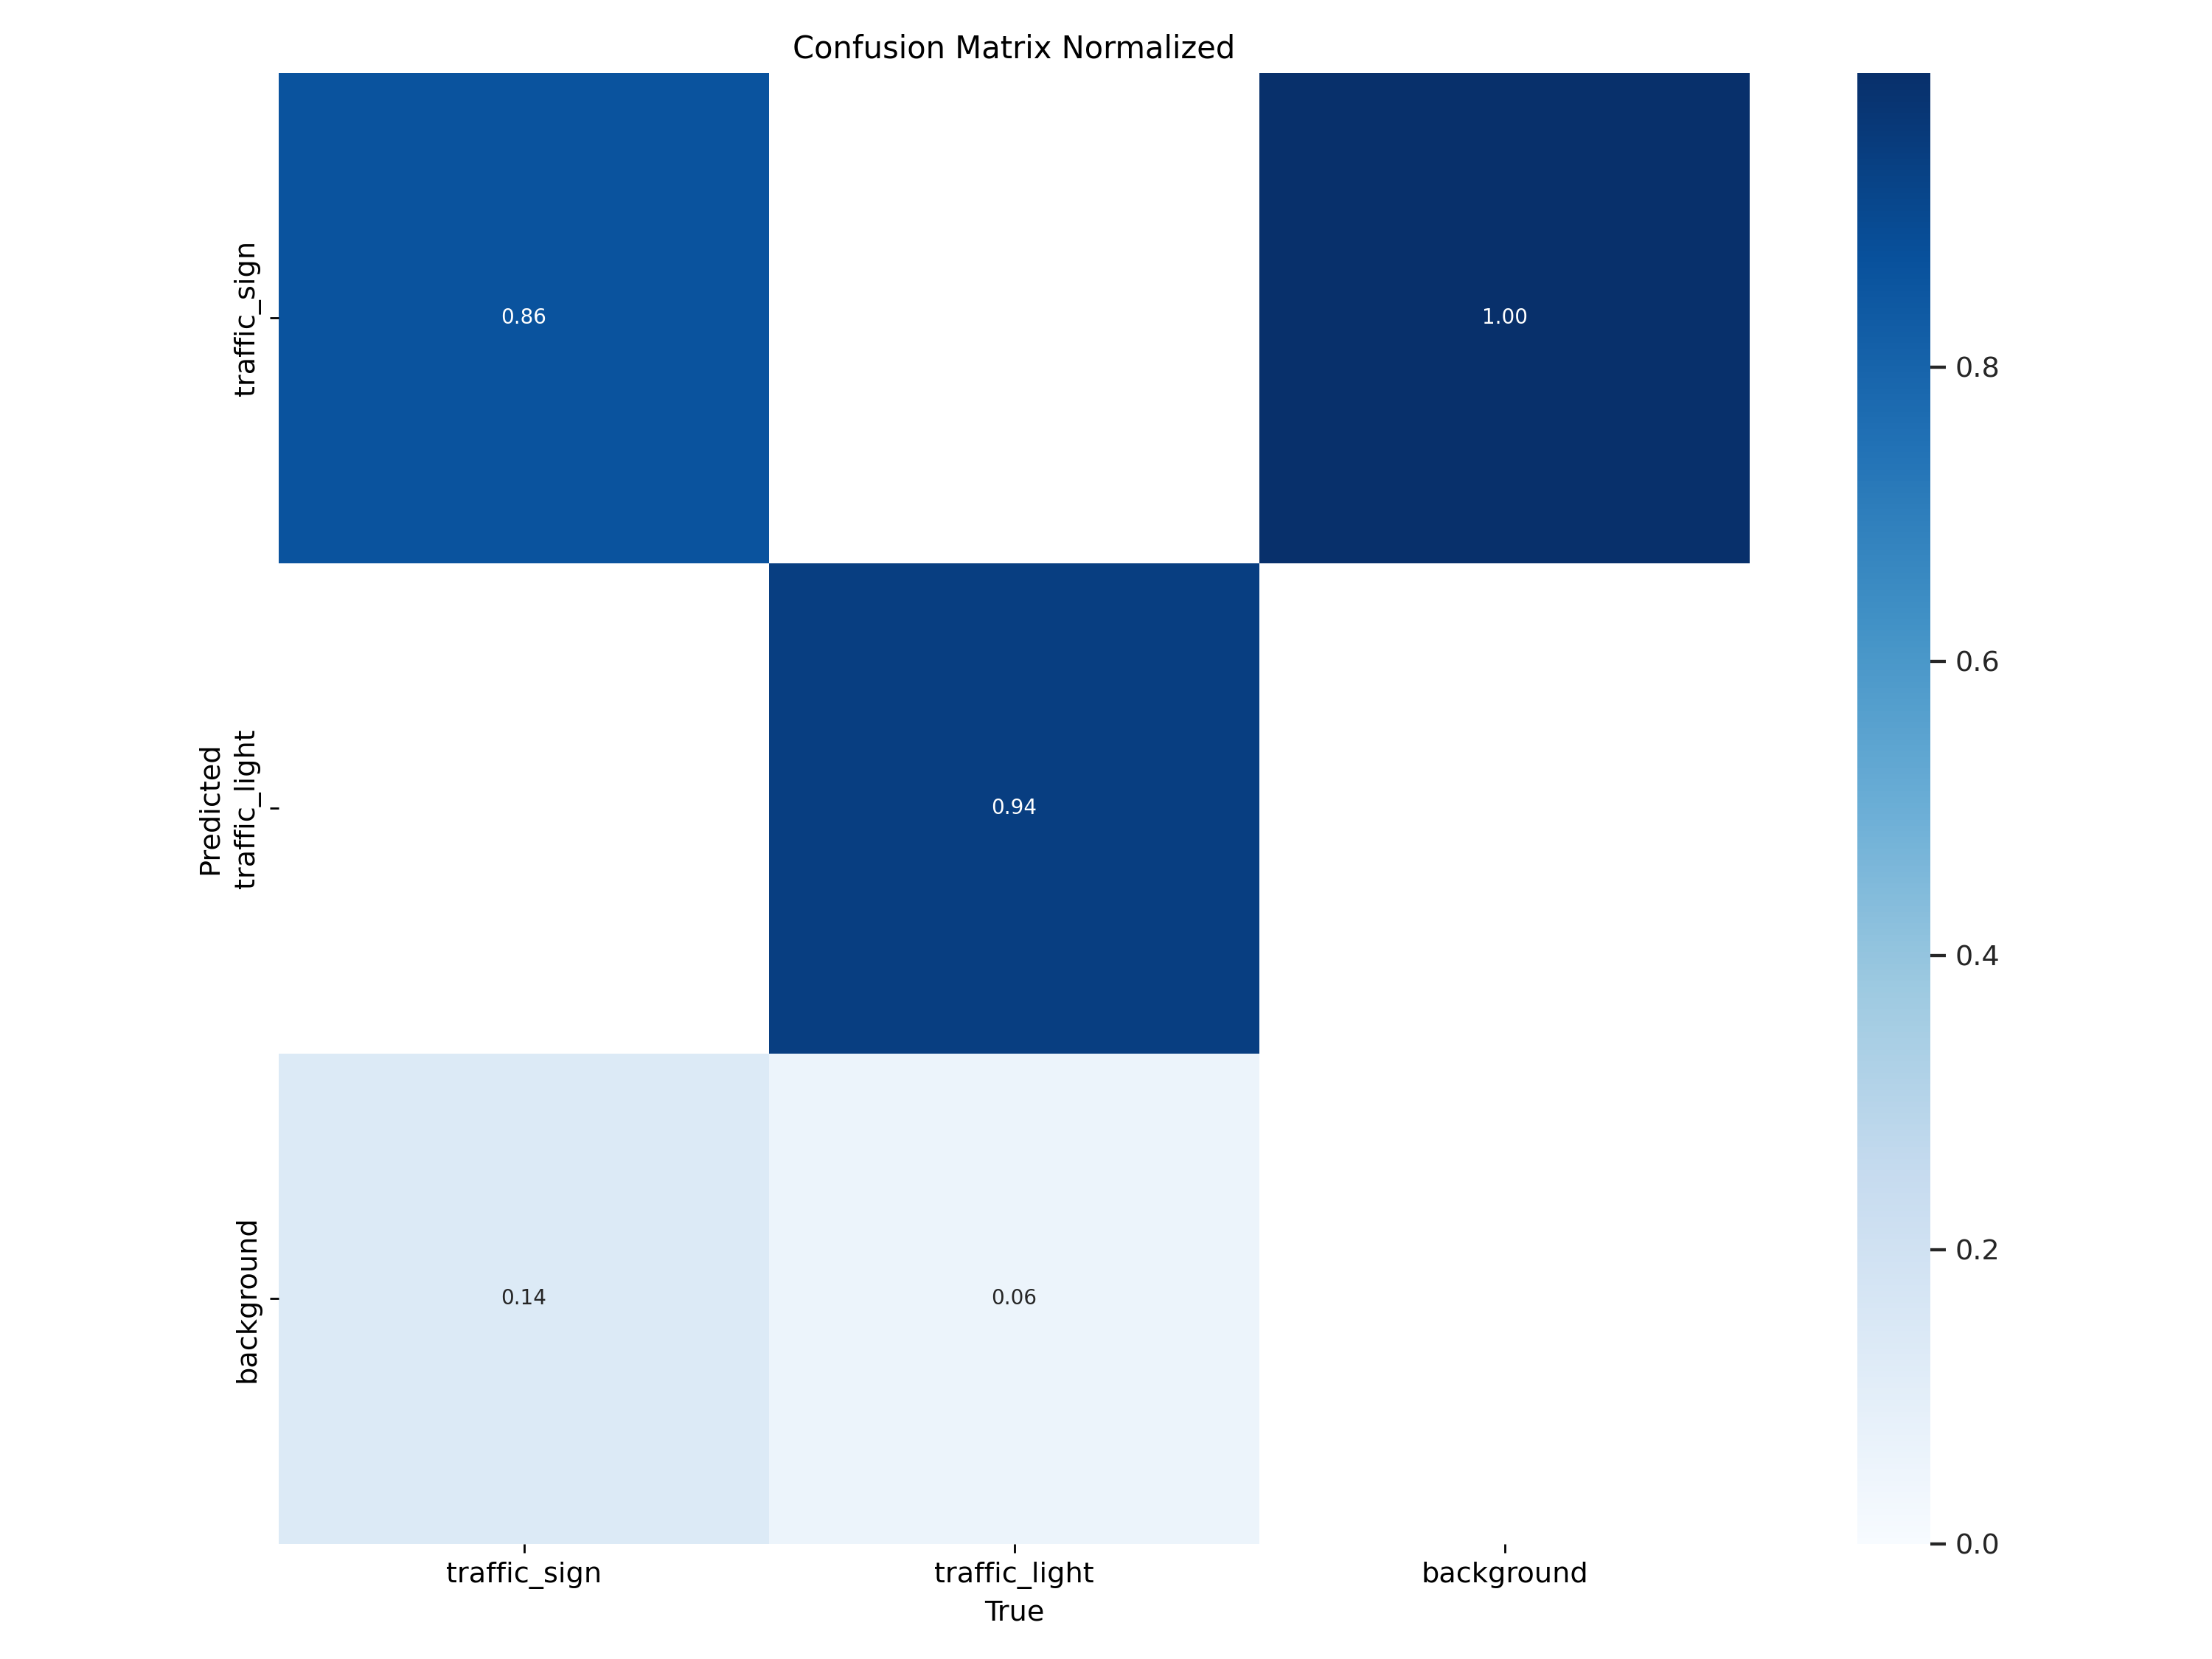 Confusion Matrix Normalized
traffic_sign
0.86
1.00
0.8
0.6
Predicted
traffic_light
0.94
0.4
background
0.14
0.06
0.2
0.0
traffic_sign
traffic_light
background
True